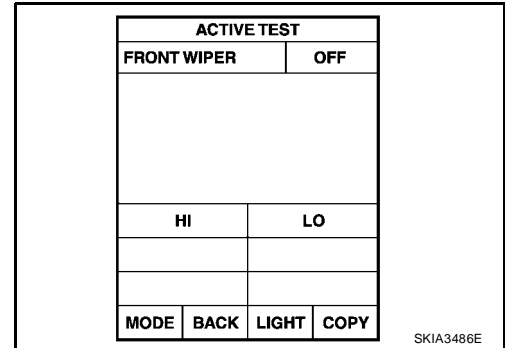 ACTIVE TEST
FRONT WIPER OFF
HI LO
MODE BACK LIGHT COPY
SKIA3486E